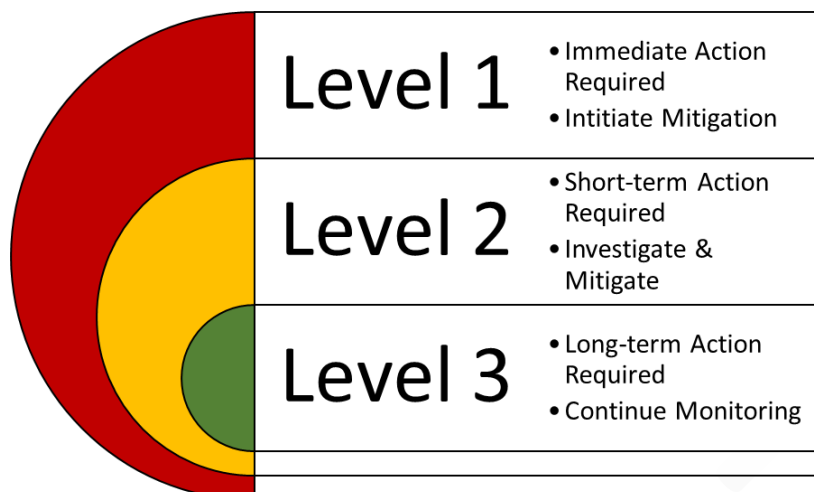 Level 1
• Immediate Action
Required
• Intitiate Mitigation
Level 2
• Short-term Action
Required
• Investigate &
Mitigate
Level 3
• Long-term Action
Required
• Continue Monitoring